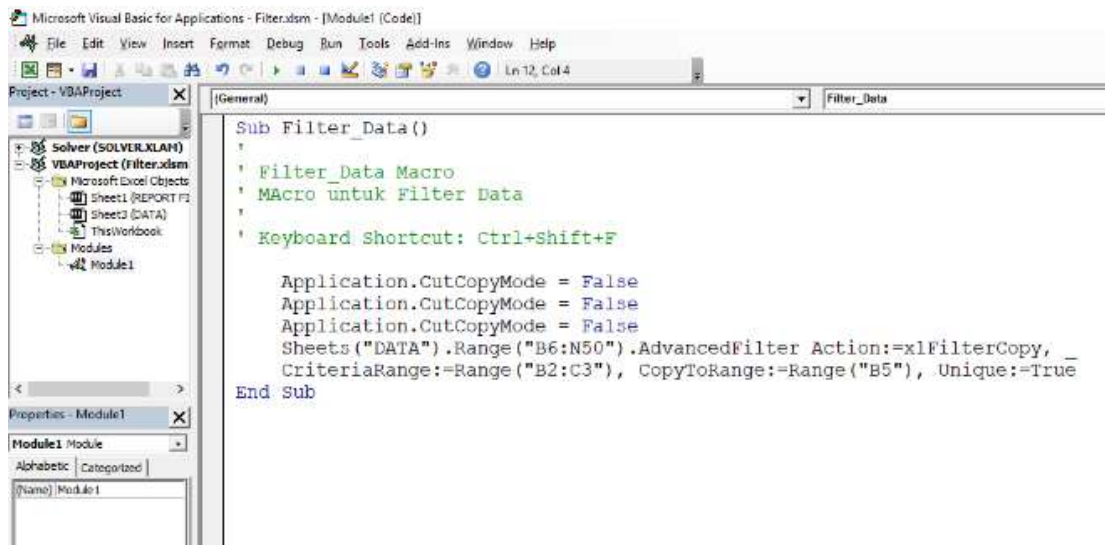 Microsoft Visual Basic for Applications - Filter.xlsm - [Module1 (Code)]
File Edit View Insert Format Debug Run Tools Add-Ins Window Help
Ln 12, Col 4
Project - VBAProject
(General)
Filter_Data
Solver (SOLVER.XLAM)
VBAProject (Filter.xlsm
Microsoft Excel Objects
Sheet1 (REPORT FI
Sheet3 (DATA)
ThisWorkbook
Modules
Module1
Sub Filter_Data()
'
' Filter_Data Macro
' MAcro untuk Filter Data
'
' Keyboard Shortcut: Ctrl+Shift+F
Application.CutCopyMode = False
Application.CutCopyMode = False
Application.CutCopyMode = False
Sheets("DATA").Range("B6:N50").AdvancedFilter Action:=xlFilterCopy, _
CriteriaRange:=Range("B2:C3"), CopyToRange:=Range("B5"), Unique:=True
End Sub
Properties - Module1
Module1 Module
Alphabetic Categorized
(Name) Module1